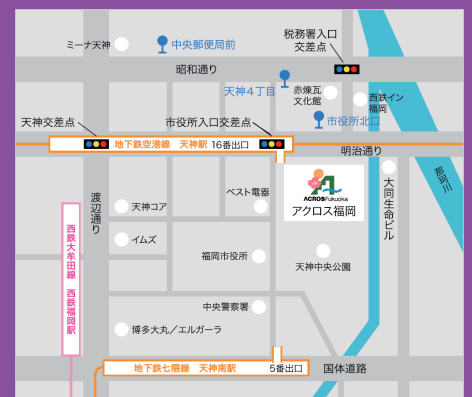 ミーナ天神
中央郵便局前
税務署入口
交差点
昭和通り
天神4丁目
赤煉瓦
文化館
西鉄イン
福岡
市役所北口
天神交差点
市役所入口交差点
地下鉄空港線 天神駅 16番出口
明治通り
那珂川
渡辺通り
ベスト電器
ACROS Fukuoka
アクロス福岡
大同生命ビル
天神コア
イムズ
西鉄大牟田線 西鉄福岡駅
福岡市役所
天神中央公園
中央警察署
博多大丸/エルガーラ
地下鉄七隈線 天神南駅 5番出口
国体道路